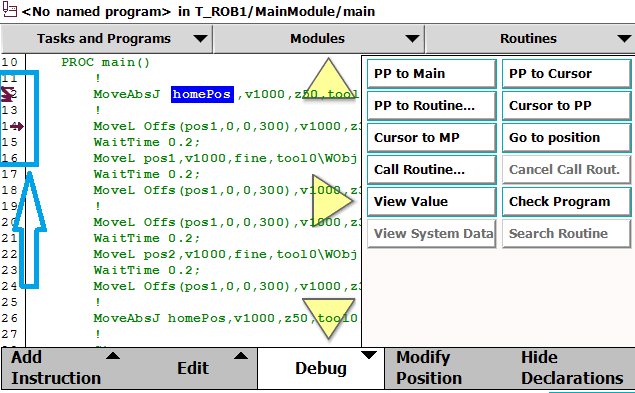 <No named program> in T_ROB1/MainModule/main
Tasks and Programs
Modules
Routines
10 PROC main()
11 !
12 MoveAbsJ homePos ,v1000,z50,tool
13 !
14 MoveL Offs(pos1,0,0,300),v1000,z
15 WaitTime 0.2;
16 MoveL pos1,v1000,fine,tool0\WObj
17 WaitTime 0.2;
18 MoveL Offs(pos1,0,0,300),v1000,z
19 !
20 MoveL Offs(pos1,0,0,300),v1000,z
21 WaitTime 0.2;
22 MoveL pos2,v1000,fine,tool0\WObj
23 WaitTime 0.2;
24 MoveL Offs(pos1,0,0,300),v1000,z
25 !
26 MoveAbsJ homePos,v1000,z50,tool0
27 !
PP to Main
PP to Cursor
PP to Routine...
Cursor to PP
Cursor to MP
Go to position
Call Routine...
Cancel Call Rout.
View Value
Check Program
View System Data
Search Routine
Add Instruction
Edit
Debug
Modify Position
Hide Declarations